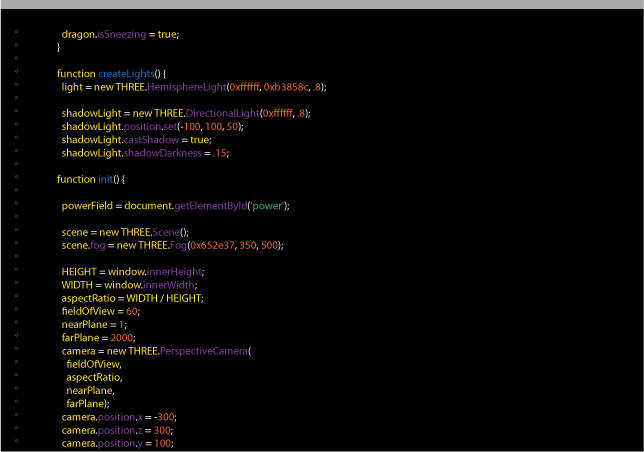 dragon.isSneezing = true;
}
function createLights() {
light = new THREE.HemisphereLight(0xffffff, 0xb3858c, .8);
shadowLight = new THREE.DirectionalLight(0xffffff, .8);
shadowLight.position.set(-100, 100, 50);
shadowLight.castShadow = true;
shadowLight.shadowDarkness = .15;
function init() {
powerField = document.getElementById('power');
scene = new THREE.Scene();
scene.fog = new THREE.Fog(0x652e37, 350, 500);
HEIGHT = window.innerHeight;
WIDTH = window.innerWidth;
aspectRatio = WIDTH / HEIGHT;
fieldOfView = 60;
nearPlane = 1;
farPlane = 2000;
camera = new THREE.PerspectiveCamera(
fieldOfView,
aspectRatio,
nearPlane,
farPlane);
camera.position.x = -300;
camera.position.z = 300;
camera.position.y = 100;